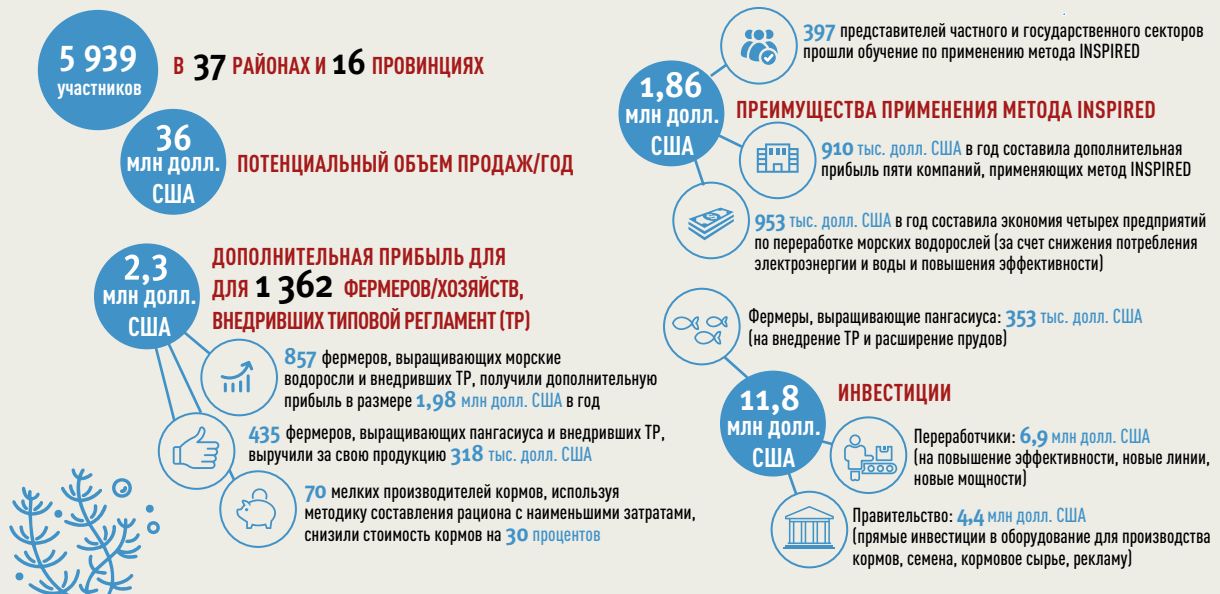 5 939
участников
В 37 РАЙОНАХ И 16 ПРОВИНЦИЯХ
36
МЛН ДОЛЛ.
США
ПОТЕНЦИАЛЬНЫЙ ОБЪЕМ ПРОДАЖ/ГОД
2,3
МЛН ДОЛЛ.
США
ДОПОЛНИТЕЛЬНАЯ ПРИБЫЛЬ ДЛЯ
ДЛЯ 1 362 ФЕРМЕРОВ/ХОЗЯЙСТВ,
ВНЕДРИВШИХ ТИПОВОЙ РЕГЛАМЕНТ (ТР)
857 фермеров, выращивающих морские
водоросли и внедривших ТР, получили дополнительную
прибыль в размере 1,98 млн долл. США в год
435 фермеров, выращивающих пангасиуса и внедривших ТР,
выручили за свою продукцию 318 тыс. долл. США
70 мелких производителей кормов, используя
методику составления рациона с наименьшими затратами,
снизили стоимость кормов на 30 процентов
397 представителей частного и государственного секторов
прошли обучение по применению метода INSPIRED
1,86
МЛН ДОЛЛ.
США
ПРЕИМУЩЕСТВА ПРИМЕНЕНИЯ МЕТОДА INSPIRED
910 тыс. долл. США в год составила дополнительная
прибыль пяти компаний, применяющих метод INSPIRED
953 тыс. долл. США в год составила экономия четырех предприятий
по переработке морских водорослей (за счет снижения потребления
электроэнергии и воды и повышения эффективности)
Фермеры, выращивающие пангасиуса: 353 тыс. долл. США
(на внедрение ТР и расширение прудов)
11,8
МЛН ДОЛЛ.
США
ИНВЕСТИЦИИ
Переработчики: 6,9 млн долл. США
(на повышение эффективности, новые линии,
новые мощности)
Правительство: 4,4 млн долл. США
(прямые инвестиции в оборудование для производства
кормов, семена, кормовое сырье, рекламу)